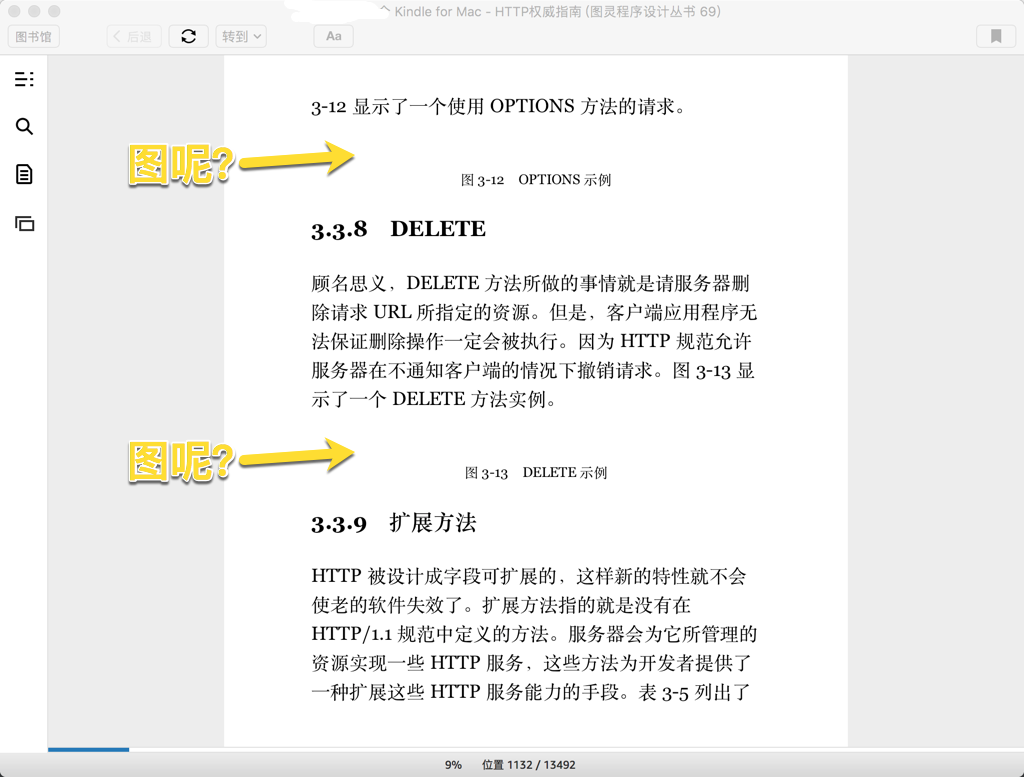 Kindle for Mac - HTTP权威指南 (图灵程序设计丛书 69)
图书馆
后退
转到
Aa
3-12 显示了一个使用 OPTIONS 方法的请求。
图呢?
图 3-12 OPTIONS 示例
3.3.8 DELETE
顾名思义，DELETE 方法所做的事情就是请服务器删
除请求 URL 所指定的资源。但是，客户端应用程序无
法保证删除操作一定会被执行。因为 HTTP 规范允许
服务器在不通知客户端的情况下撤销请求。图 3-13 显
示了一个 DELETE 方法实例。
图呢?
图 3-13 DELETE 示例
3.3.9 扩展方法
HTTP 被设计成字段可扩展的，这样新的特性就不会
使老的软件失效了。扩展方法指的就是没有在
HTTP/1.1 规范中定义的方法。服务器会为它所管理的
资源实现一些 HTTP 服务，这些方法为开发者提供了
一种扩展这些 HTTP 服务能力的手段。表 3-5 列出了
9% 位置 1132 / 13492